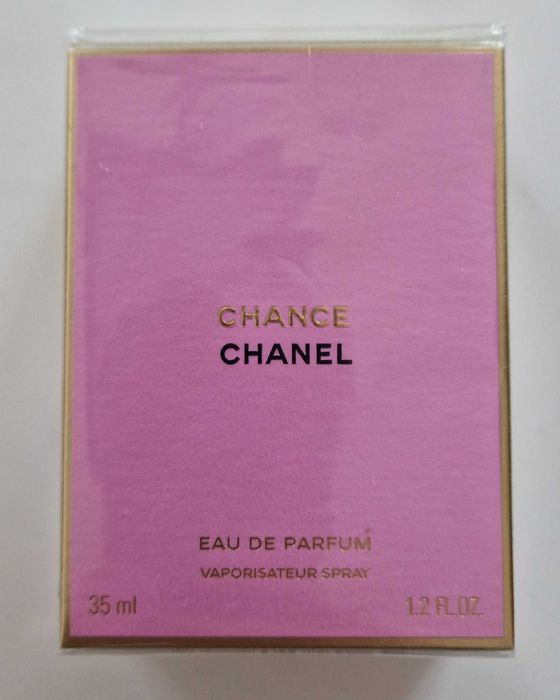 CHANCE
CHANEL
EAU DE PARFUM
VAPORISATEUR SPRAY
35 ml 1.2 FL.OZ.